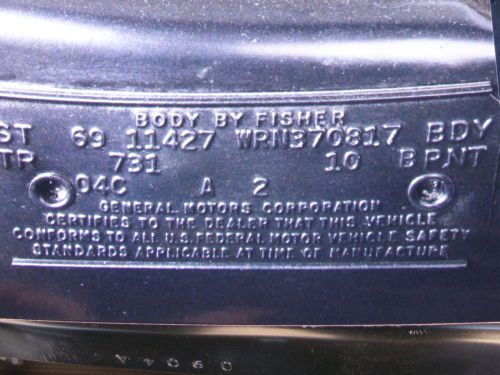 BODY BY FISHER
ST 69 11427 WRN370817 BDY
TR 731 10 B PNT
04C A 2
GENERAL MOTORS CORPORATION
CERTIFIES TO THE DEALER THAT THIS VEHICLE
CONFORMS TO ALL U.S. FEDERAL MOTOR VEHICLE SAFETY
STANDARDS APPLICABLE AT TIME OF MANUFACTURE